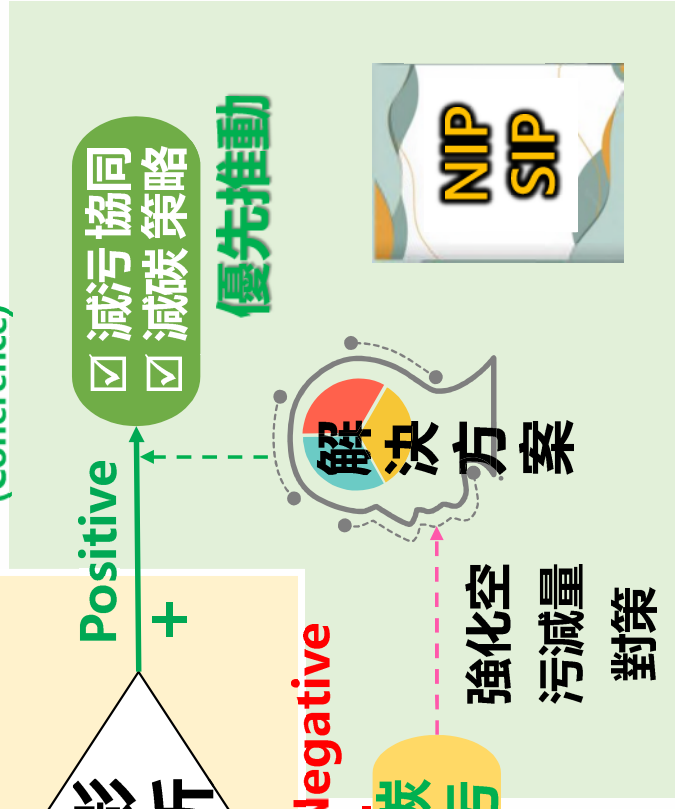 Positive
+
減污協同
減碳策略
優先推動
Negative
解決方案
NIP
SIP
強化空
污減量
對策
碳